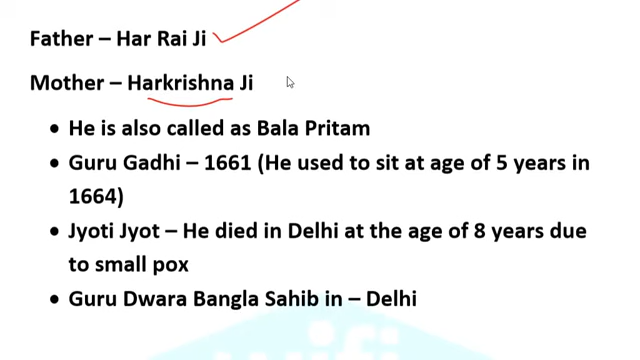 Father – Har Rai Ji
Mother – Harkrishna Ji
• He is also called as Bala Pritam
• Guru Gadhi – 1661 (He used to sit at age of 5 years in
1664)
• Jyoti Jyot – He died in Delhi at the age of 8 years due
to small pox
• Guru Dwara Bangla Sahib in – Delhi